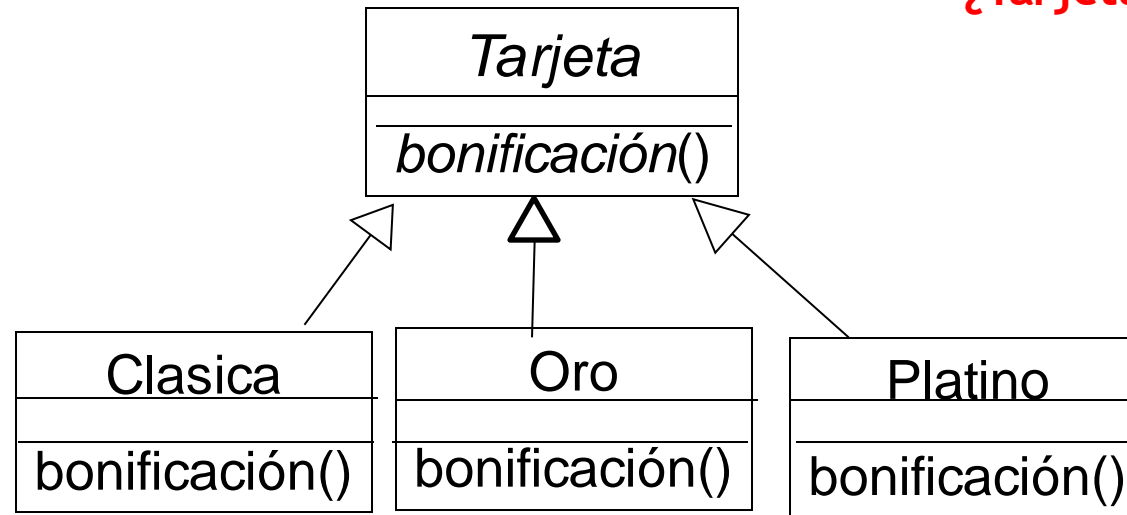 Tarjeta
bonificación()
Clasica
bonificación()
Oro
bonificación()
Platino
bonificación()